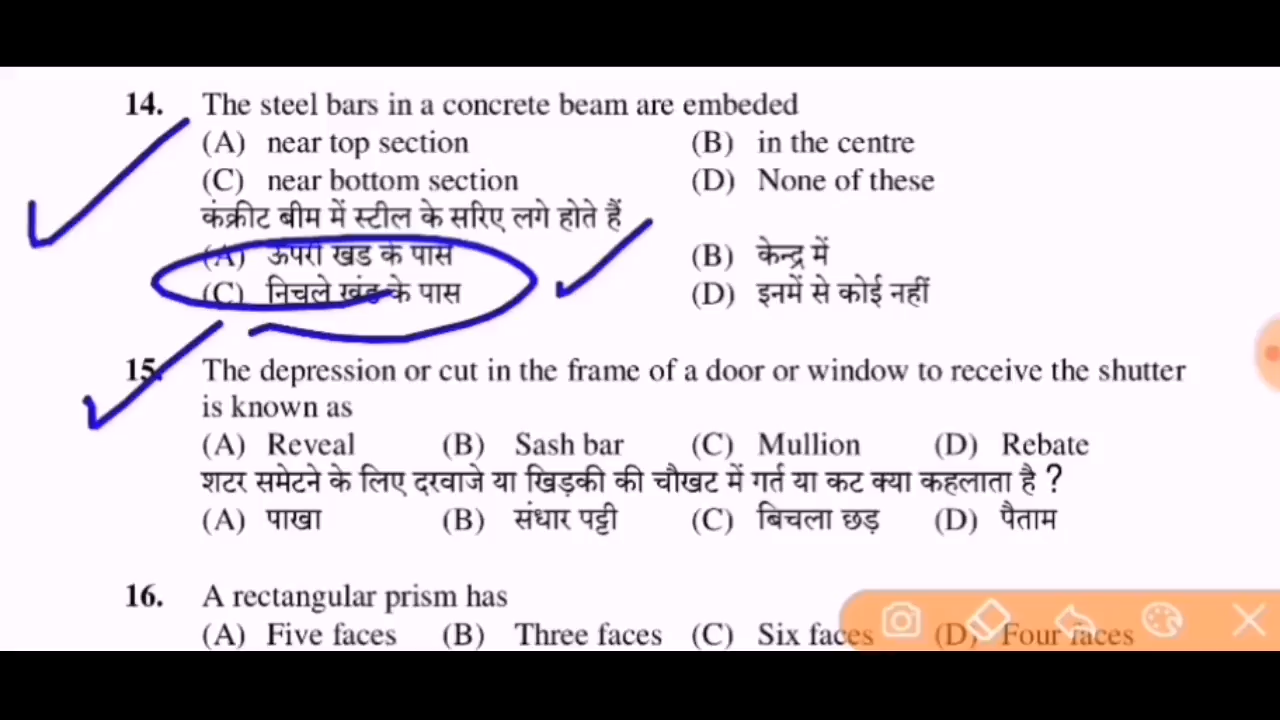 14. The steel bars in a concrete beam are embeded
(A) near top section (B) in the centre
(C) near bottom section (D) None of these
कंक्रीट बीम में स्टील के सरिए लगे होते हैं
(A) ऊपरी खंड के पास (B) केन्द्र में
(C) निचले खंड के पास (D) इनमें से कोई नहीं
15. The depression or cut in the frame of a door or window to receive the shutter
is known as
(A) Reveal (B) Sash bar (C) Mullion (D) Rebate
शटर समेटने के लिए दरवाजे या खिड़की की चौखट में गर्त या कट क्या कहलाता है ?
(A) पाखा (B) संधार पट्टी (C) बिचला छड़ (D) पैताम
16. A rectangular prism has
(A) Five faces (B) Three faces (C) Six faces (D) Four faces